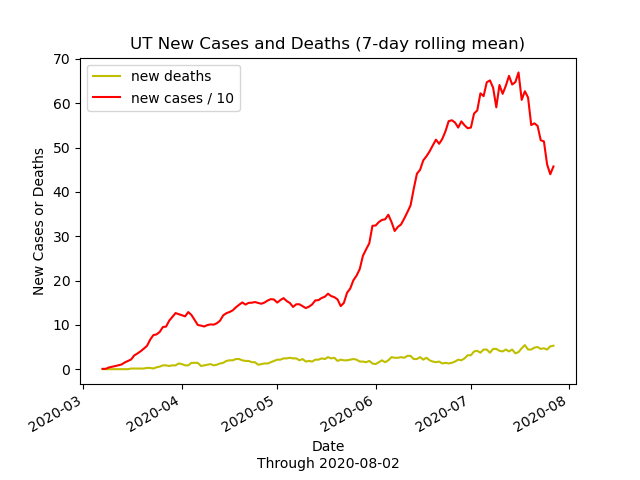 UT New Cases and Deaths (7-day rolling mean)
new deaths
new cases / 10
New Cases or Deaths
70
60
50
40
30
20
10
0
2020-03
2020-04
2020-05
2020-06
2020-07
2020-08
Date
Through 2020-08-02